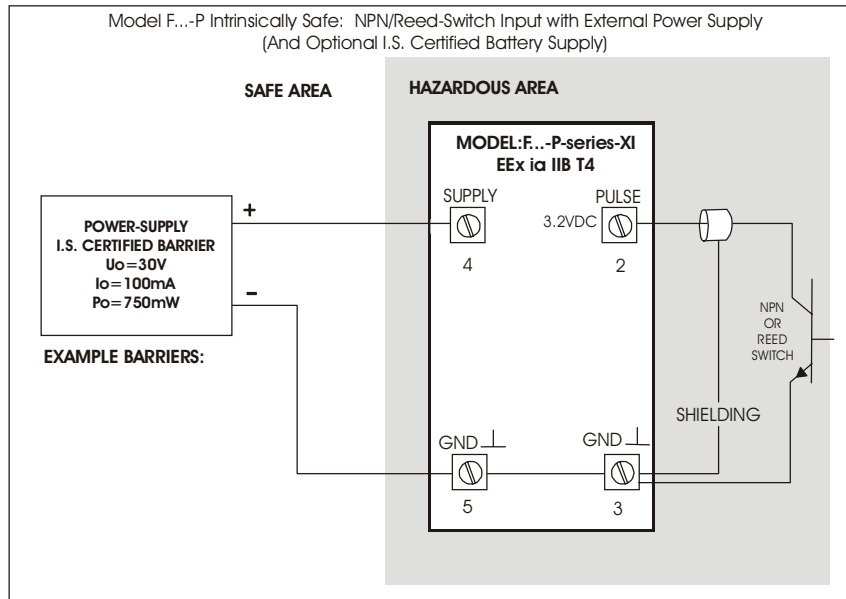 Model F...-P Intrinsically Safe:  NPN/Reed-Switch Input with External Power Supply
(And Optional I.S. Certified Battery Supply)
SAFE AREA
HAZARDOUS AREA
MODEL:F...-P-series-XI
EEx ia IIB T4
SUPPLY
PULSE
3.2VDC
4
2
+
POWER-SUPPLY
I.S. CERTIFIED BARRIER
Uo=30V
Io=100mA
Po=750mW
-
EXAMPLE BARRIERS:
NPN
OR
REED
SWITCH
SHIELDING
GND
GND
5
3